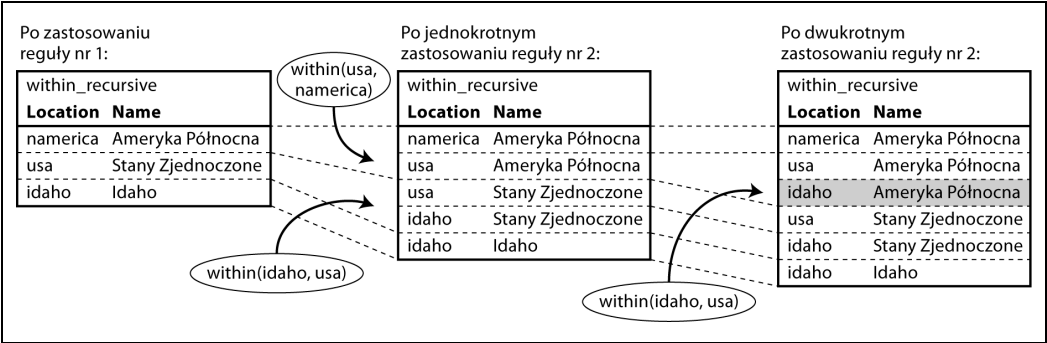 Po zastosowaniu
reguły nr 1:
within_recursive
Location Name
namerica Ameryka Północna
usa Stany Zjednoczone
idaho Idaho
within(usa,
namerica)
within(idaho, usa)
Po jednokrotnym
zastosowaniu reguły nr 2:
within_recursive
Location Name
namerica Ameryka Północna
usa Ameryka Północna
usa Stany Zjednoczone
idaho Stany Zjednoczone
idaho Idaho
within(idaho, usa)
Po dwukrotnym
zastosowaniu reguły nr 2:
within_recursive
Location Name
namerica Ameryka Północna
usa Ameryka Północna
idaho Ameryka Północna
usa Stany Zjednoczone
idaho Stany Zjednoczone
idaho Idaho